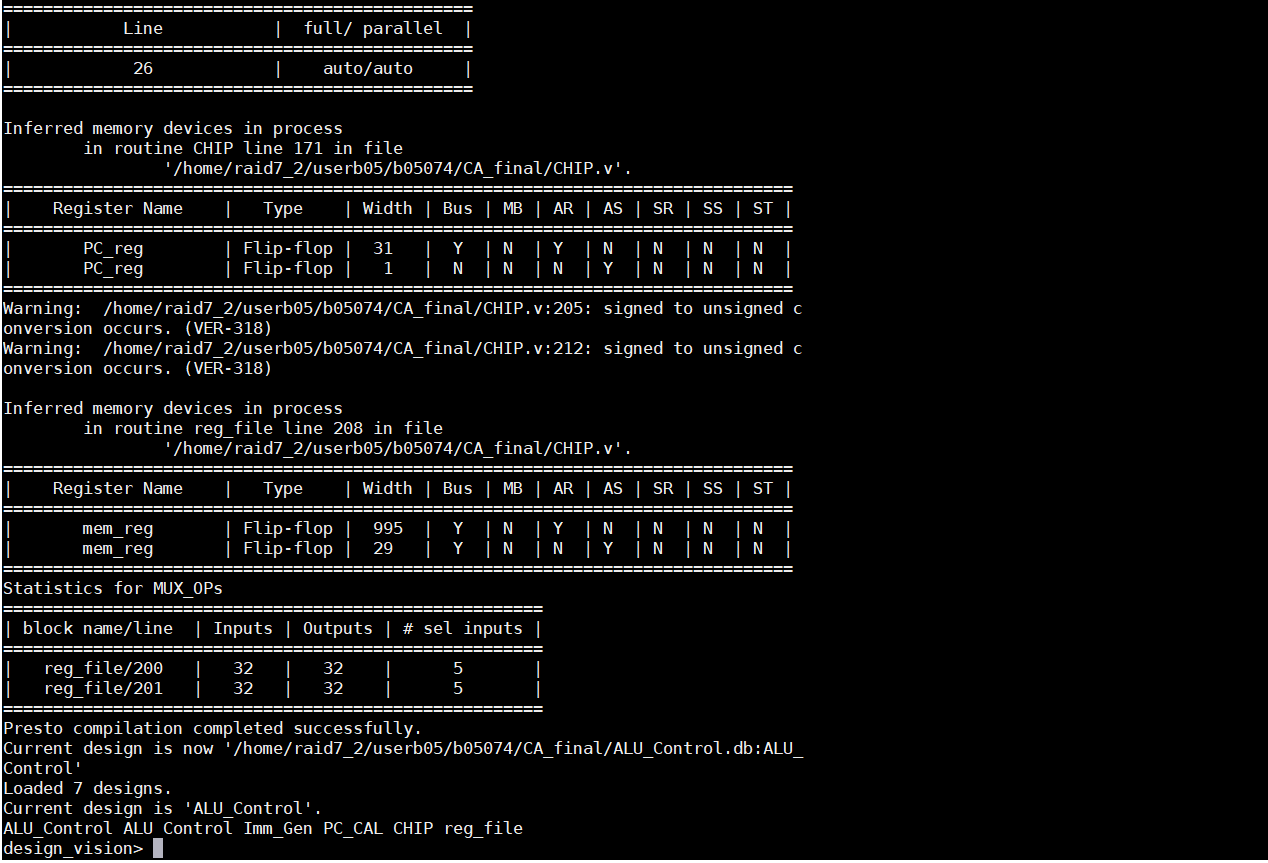 ===============================================
|           Line           |  full/ parallel  |
===============================================
|            26            |    auto/auto     |
===============================================

Inferred memory devices in process
        in routine CHIP line 171 in file
                '/home/raid7_2/userb05/b05074/CA_final/CHIP.v'.
===============================================================================
|    Register Name    |   Type    | Width | Bus | MB | AR | AS | SR | SS | ST |
===============================================================================
|       PC_reg        | Flip-flop |  31   |  Y  | N  | Y  | N  | N  | N  | N  |
|       PC_reg        | Flip-flop |   1   |  N  | N  | N  | Y  | N  | N  | N  |
===============================================================================
Warning:  /home/raid7_2/userb05/b05074/CA_final/CHIP.v:205: signed to unsigned c
onversion occurs. (VER-318)
Warning:  /home/raid7_2/userb05/b05074/CA_final/CHIP.v:212: signed to unsigned c
onversion occurs. (VER-318)

Inferred memory devices in process
        in routine reg_file line 208 in file
                '/home/raid7_2/userb05/b05074/CA_final/CHIP.v'.
===============================================================================
|    Register Name    |   Type    | Width | Bus | MB | AR | AS | SR | SS | ST |
===============================================================================
|       mem_reg       | Flip-flop |  995  |  Y  | N  | Y  | N  | N  | N  | N  |
|       mem_reg       | Flip-flop |  29   |  Y  | N  | N  | Y  | N  | N  | N  |
===============================================================================
Statistics for MUX_OPs
======================================================
| block name/line  | Inputs | Outputs | # sel inputs |
======================================================
|   reg_file/200   |   32   |   32    |      5       |
|   reg_file/201   |   32   |   32    |      5       |
======================================================
Presto compilation completed successfully.
Current design is now '/home/raid7_2/userb05/b05074/CA_final/ALU_Control.db:ALU_
Control'
Loaded 7 designs.
Current design is 'ALU_Control'.
ALU_Control ALU Control Imm_Gen PC_CAL CHIP reg_file
design_vision>